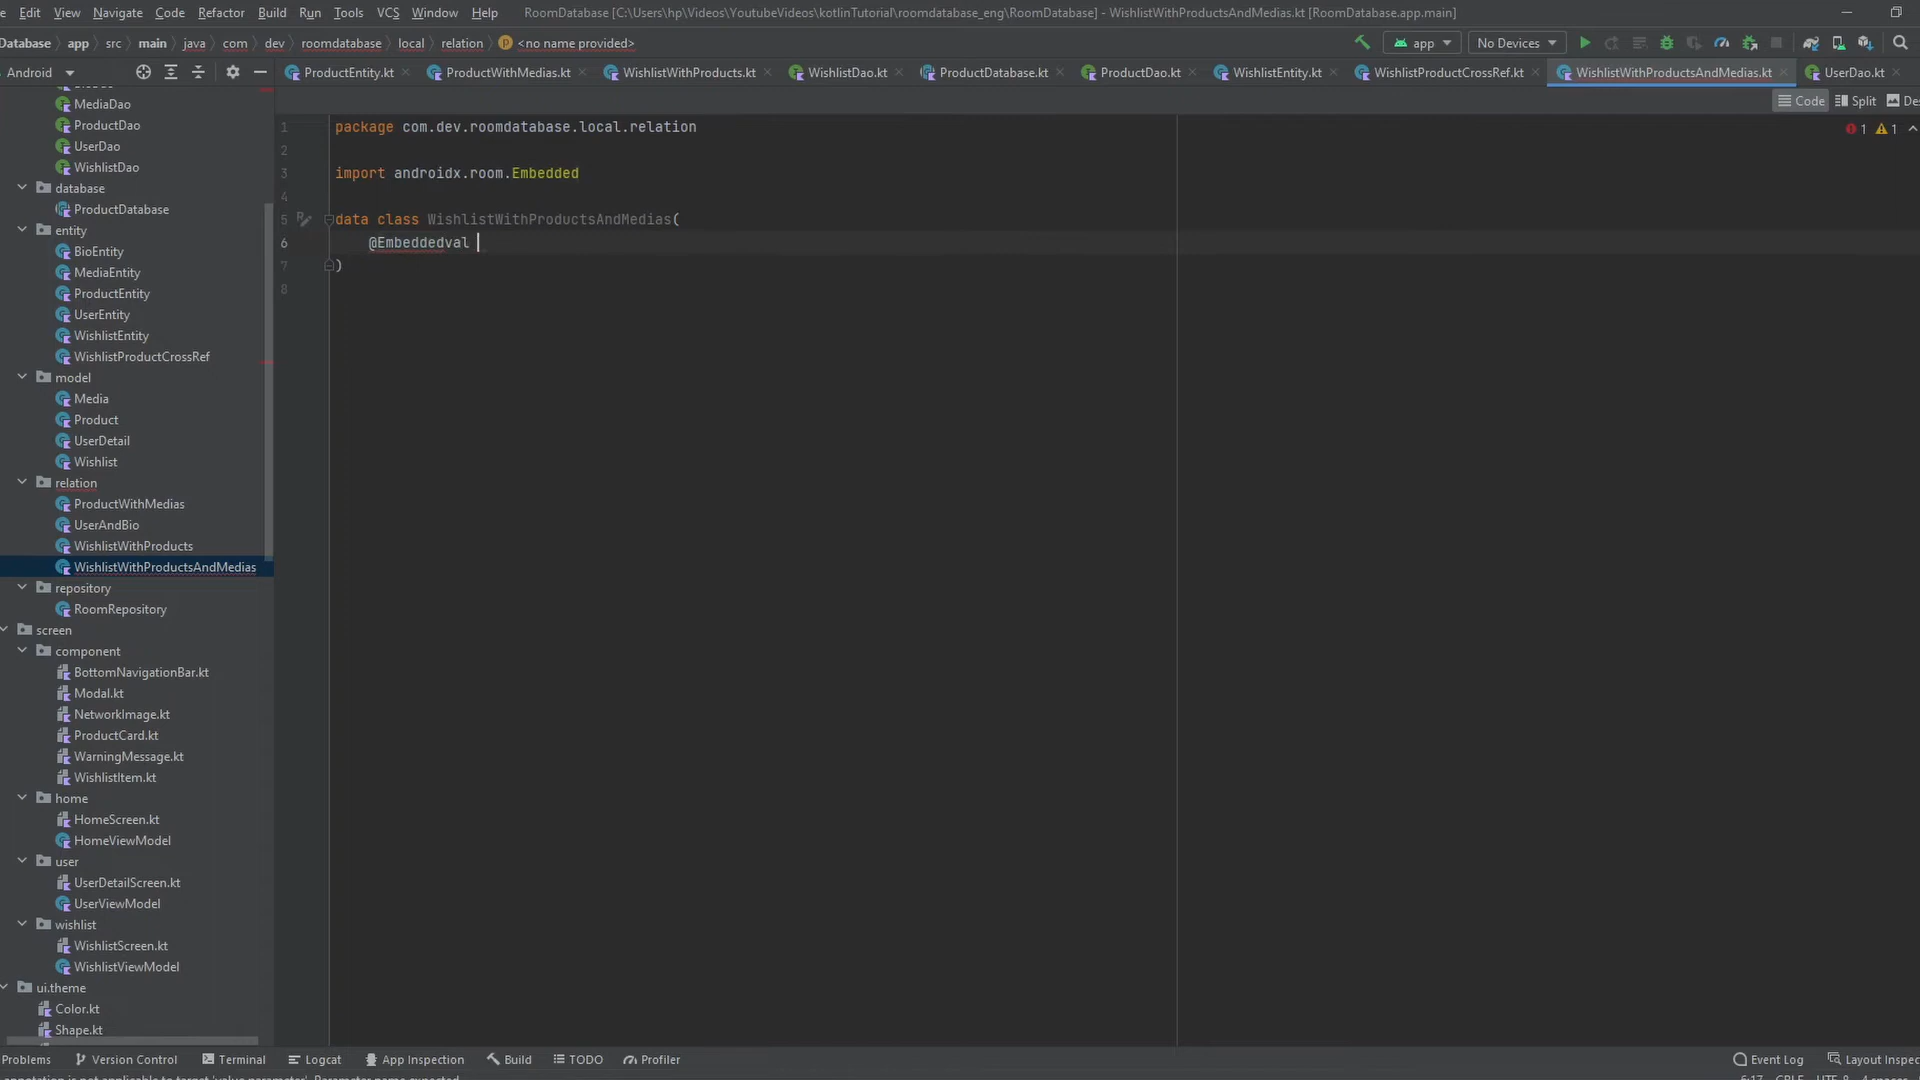 Edit View Navigate Code Refactor Build Run Tools VCS Window Help RoomDatabase [C:\Users\hp\Videos\YoutubeVideos\kotlinTutorial\roomdatabase_eng\RoomDatabase] - WishlistWithProductsAndMedias.kt [RoomDatabase.app.main]
Database app src main java com dev roomdatabase local relation <no name provided> app No Devices
Android ProductEntity.kt ProductWithMedias.kt WishlistWithProducts.kt WishlistDao.kt ProductDatabase.kt ProductDao.kt WishlistEntity.kt WishlistProductCrossRef.kt WishlistWithProductsAndMedias.kt UserDao.kt
Code Split Des
MediaDao
ProductDao
UserDao
WishlistDao
database
ProductDatabase
entity
BioEntity
MediaEntity
ProductEntity
UserEntity
WishlistEntity
WishlistProductCrossRef
model
Media
Product
UserDetail
Wishlist
relation
ProductWithMedias
UserAndBio
WishlistWithProducts
WishlistWithProductsAndMedias
repository
RoomRepository
screen
component
BottomNavigationBar.kt
Modal.kt
NetworkImage.kt
ProductCard.kt
WarningMessage.kt
WishlistItem.kt
home
HomeScreen.kt
HomeViewModel
user
UserDetailScreen.kt
UserViewModel
wishlist
WishlistScreen.kt
WishlistViewModel
ui.theme
Color.kt
Shape.kt
1 package com.dev.roomdatabase.local.relation
2
3 import androidx.room.Embedded
4
5 data class WishlistWithProductsAndMedias(
6 @Embeddedval
7 )
8
1 1
Problems Version Control Terminal Logcat App Inspection Build TODO Profiler Event Log Layout Inspec